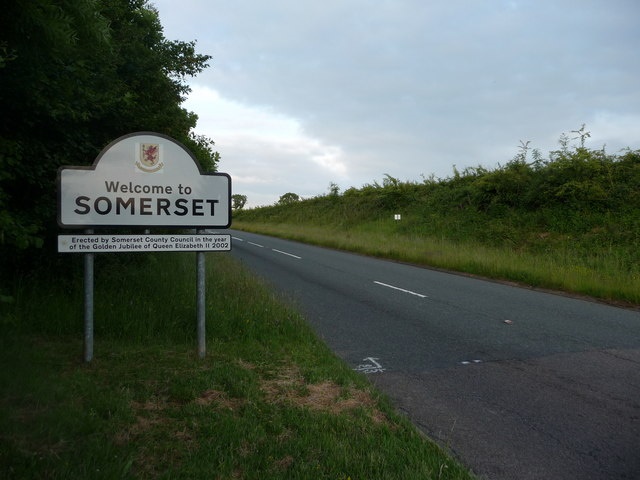 Welcome to
SOMERSET
Erected by Somerset County Council in the year
of the Golden Jubilee of Queen Elizabeth II 2002